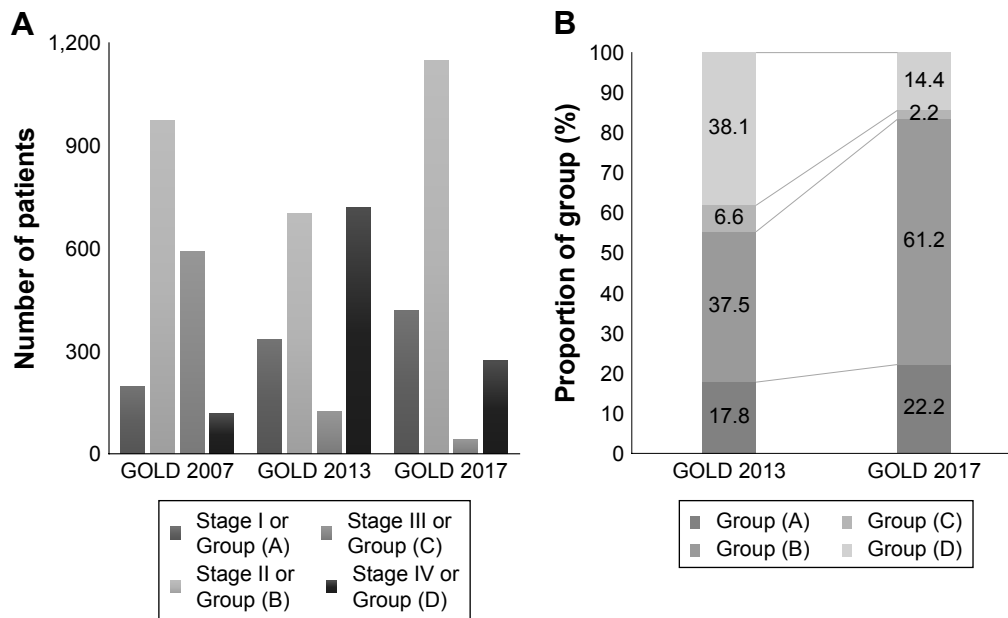 A
Number of patients
1,200
900
600
300
0
GOLD 2007
GOLD 2013
GOLD 2017
Stage I or
Group (A)
Stage II or
Group (B)
Stage III or
Group (C)
Stage IV or
Group (D)
B
Proportion of group (%)
100
90
80
70
60
50
40
30
20
10
0
38.1
6.6
37.5
17.8
14.4
2.2
61.2
22.2
GOLD 2013
GOLD 2017
Group (A)
Group (B)
Group (C)
Group (D)